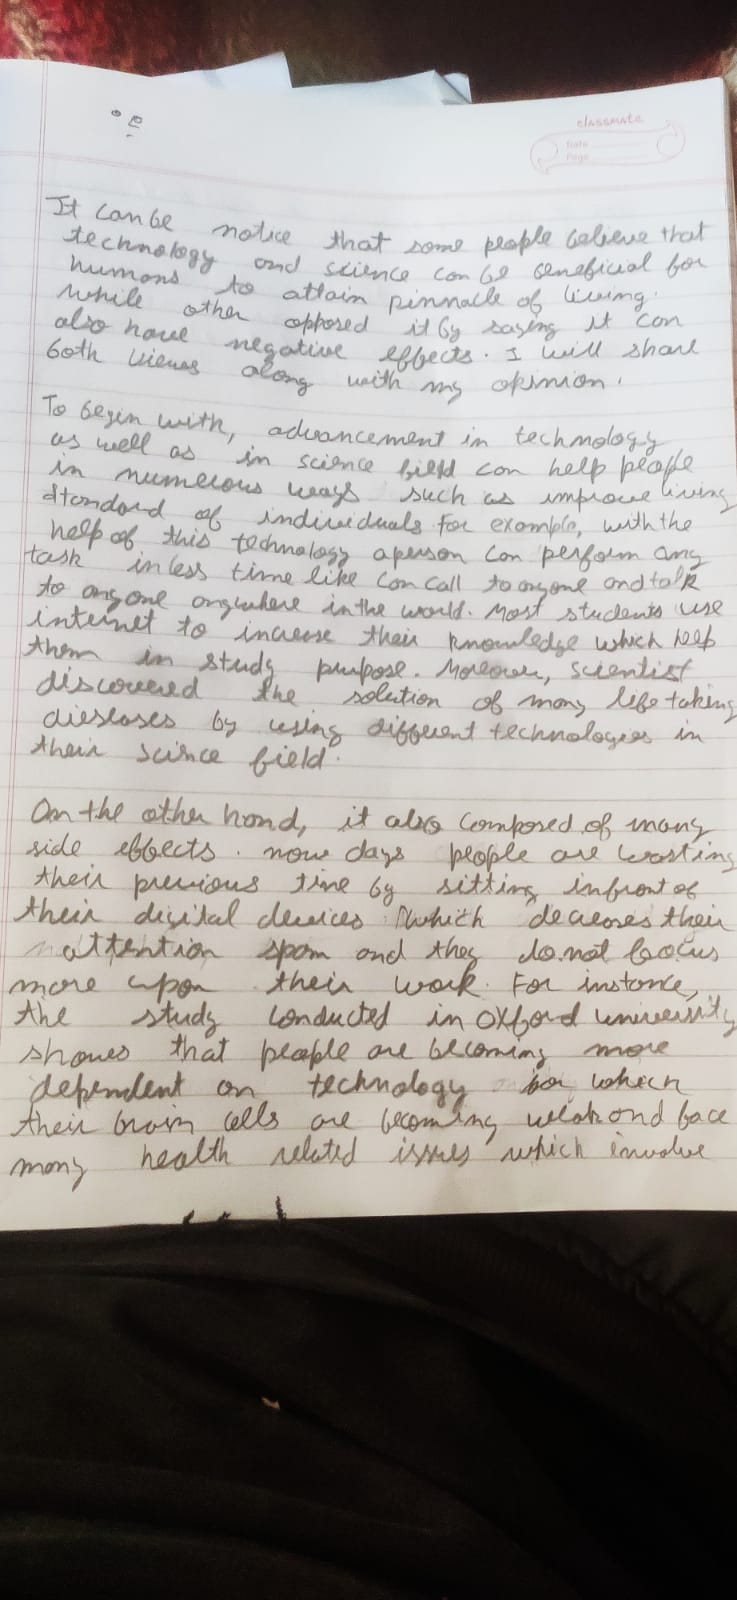 classmate
Date
Page
It can be notice that some people believe that
technology and science can be beneficial for
humans to attain pinnacle of living.
while other opposed it by saying it can
also have negative effects. I will share
both views along with my opinion.
To begin with, advancement in technology
as well as in science field can help people
in numerous ways such as improve living
standard of individuals For example, with the
help of this technology a person can perform any
task in less time like can call to anyone and talk
to anyone anywhere in the world. Most students use
internet to increse their knowledge which help
them in study purpose. Moreover, scientist
discovered the solution of many life taking
dieseases by using different technologies in
their science field.
On the other hand, it also composed of many
side effects. now days people are wasting
their previous time by sitting infront of
their digital devices which decreses their
attention span and they do not focus
more upon their work. For instance,
the study conducted in Oxford university
shows that people are becoming more
dependent on technology by which
their brain cells are becoming weak and face
many health related issues which involve